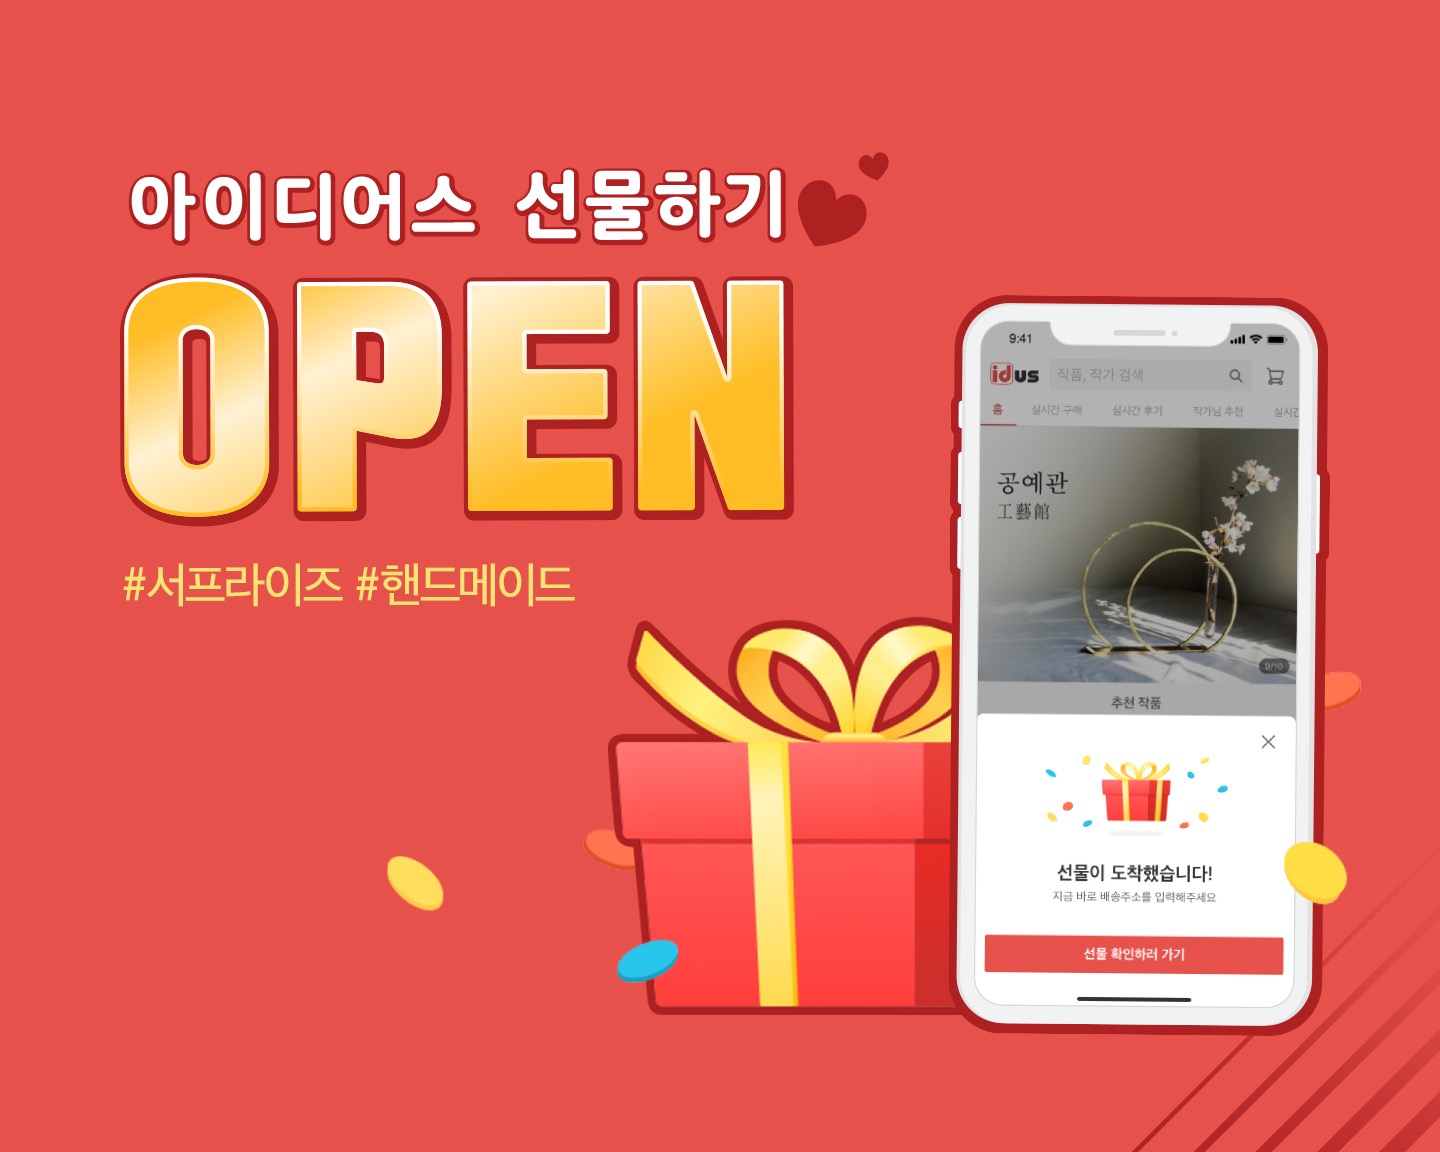 아이디어스 선물하기
OPEN
#서프라이즈 #핸드메이드
9:41
idus
작품, 작가 검색
홈 실시간 구매 실시간 후기 작가님 추천 실시간
공예관
工藝館
9/10
추천 작품
선물이 도착했습니다!
지금 바로 배송주소를 입력해주세요
선물 확인하러 가기